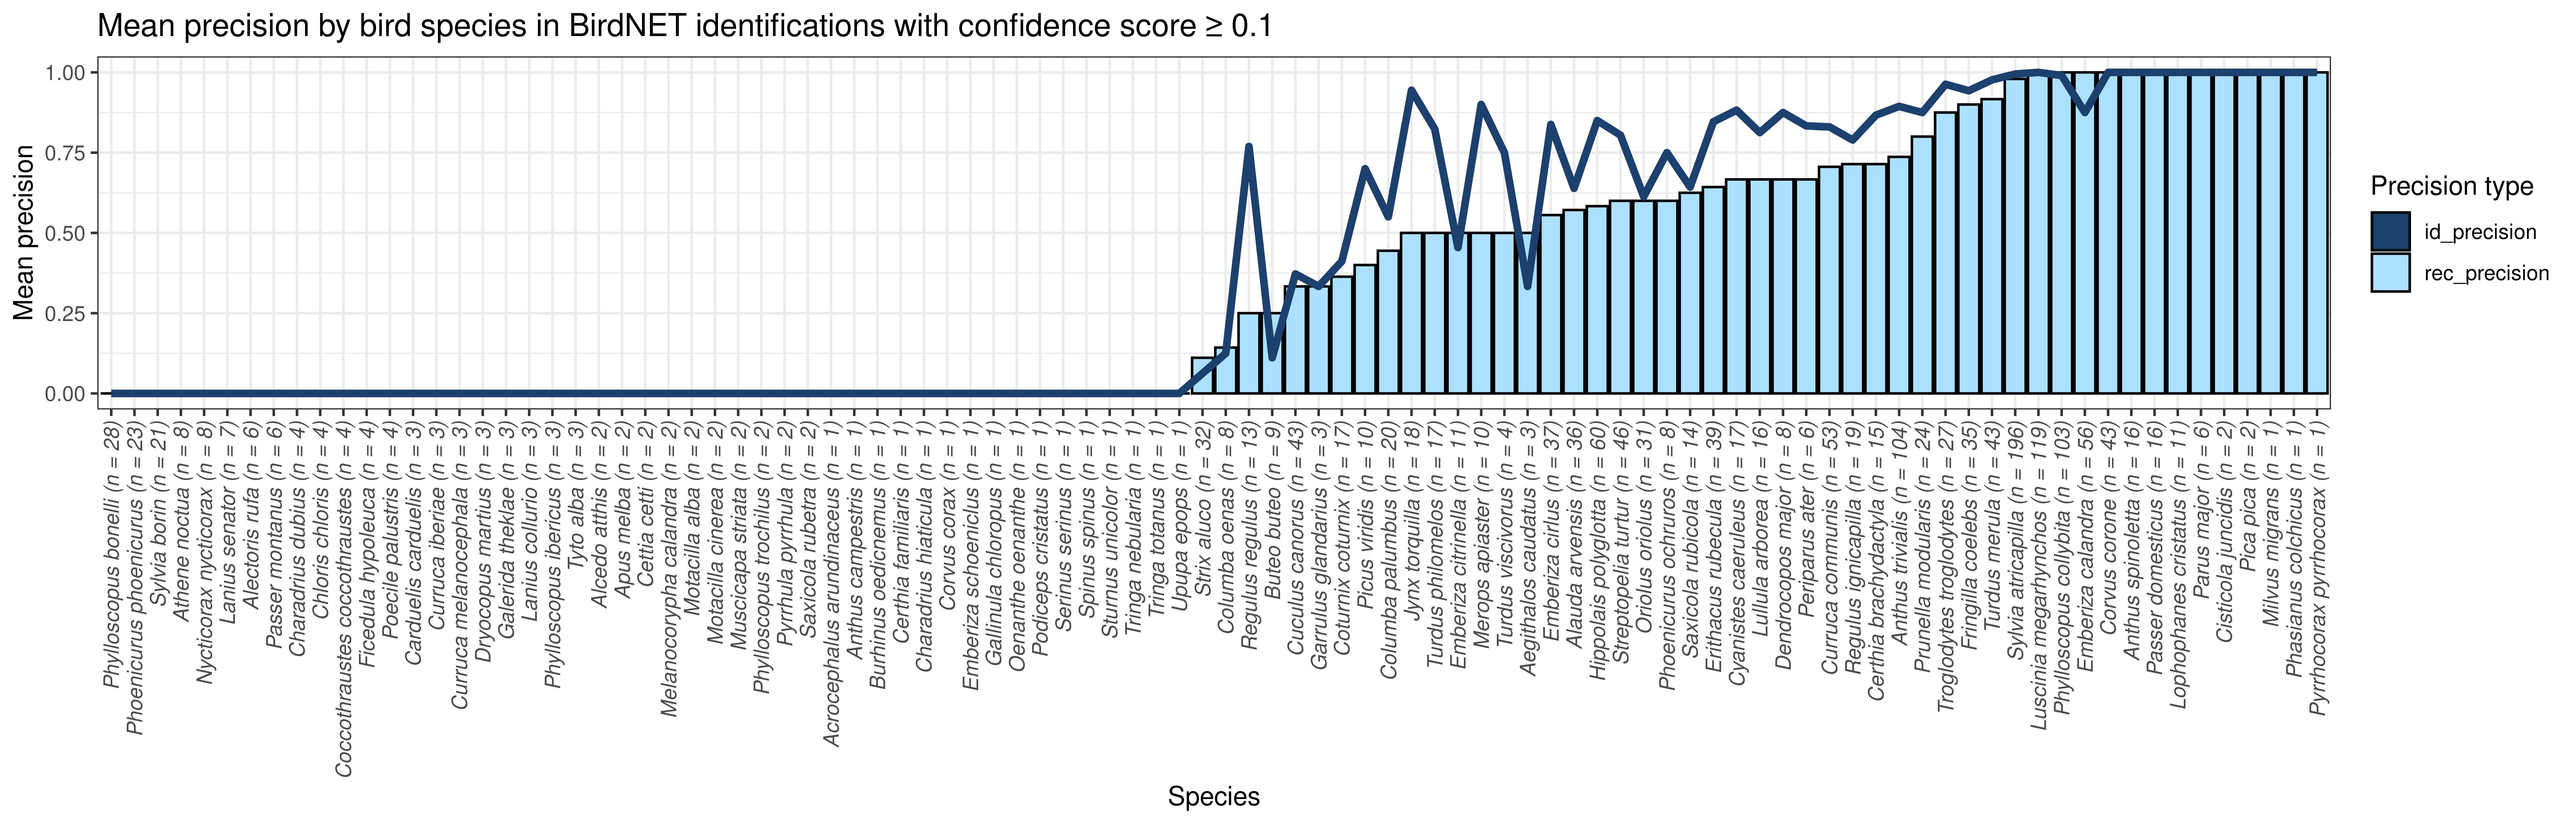 Mean precision by bird species in BirdNET identifications with confidence score ≥ 0.1
Mean precision
1.00
0.75
0.50
0.25
0.00
Phylloscopus bonelli (n = 28)
Phoenicurus phoenicurus (n = 23)
Sylvia borin (n = 21)
Athene noctua (n = 8)
Nycticorax nycticorax (n = 8)
Lanius senator (n = 7)
Alectoris rufa (n = 6)
Passer montanus (n = 6)
Charadrius dubius (n = 4)
Chloris chloris (n = 4)
Coccothraustes coccothraustes (n = 4)
Ficedula hypoleuca (n = 4)
Poecile palustris (n = 4)
Carduelis carduelis (n = 3)
Curruca iberiae (n = 3)
Curruca melanocephala (n = 3)
Dryocopus martius (n = 3)
Galerida theklae (n = 3)
Lanius collurio (n = 3)
Phylloscopus ibericus (n = 3)
Tyto alba (n = 3)
Alcedo atthis (n = 2)
Apus melba (n = 2)
Cettia cetti (n = 2)
Melanocorypha calandra (n = 2)
Motacilla alba (n = 2)
Motacilla cinerea (n = 2)
Muscicapa striata (n = 2)
Phylloscopus trochilus (n = 2)
Pyrrhula pyrrhula (n = 2)
Saxicola rubetra (n = 2)
Acrocephalus arundinaceus (n = 1)
Anthus campestris (n = 1)
Burhinus oedicnemus (n = 1)
Certhia familiaris (n = 1)
Charadrius hiaticula (n = 1)
Corvus corax (n = 1)
Emberiza schoeniclus (n = 1)
Gallinula chloropus (n = 1)
Oenanthe oenanthe (n = 1)
Podiceps cristatus (n = 1)
Serinus serinus (n = 1)
Spinus spinus (n = 1)
Sturnus unicolor (n = 1)
Tringa nebularia (n = 1)
Tringa totanus (n = 1)
Upupa epops (n = 1)
Strix aluco (n = 32)
Columba oenas (n = 8)
Regulus regulus (n = 13)
Buteo buteo (n = 9)
Cuculus canorus (n = 43)
Garrulus glandarius (n = 3)
Coturnix coturnix (n = 17)
Picus viridis (n = 10)
Columba palumbus (n = 20)
Jynx torquilla (n = 18)
Turdus philomelos (n = 17)
Emberiza citrinella (n = 11)
Merops apiaster (n = 10)
Turdus viscivorus (n = 4)
Aegithalos caudatus (n = 3)
Emberiza cirlus (n = 37)
Alauda arvensis (n = 36)
Hippolais polyglotta (n = 60)
Streptopelia turtur (n = 46)
Oriolus oriolus (n = 31)
Phoenicurus ochruros (n = 8)
Saxicola rubicola (n = 14)
Erithacus rubecula (n = 39)
Cyanistes caeruleus (n = 17)
Lullula arborea (n = 16)
Dendrocopos major (n = 8)
Periparus ater (n = 6)
Curruca communis (n = 53)
Regulus ignicapilla (n = 19)
Certhia brachydactyla (n = 15)
Anthus trivialis (n = 104)
Prunella modularis (n = 24)
Troglodytes troglodytes (n = 27)
Fringilla coelebs (n = 35)
Turdus merula (n = 43)
Sylvia atricapilla (n = 196)
Luscinia megarhynchos (n = 119)
Phylloscopus collybita (n = 103)
Emberiza calandra (n = 56)
Corvus corone (n = 43)
Anthus spinoletta (n = 16)
Passer domesticus (n = 16)
Lophophanes cristatus (n = 11)
Parus major (n = 6)
Cisticola juncidis (n = 2)
Pica pica (n = 2)
Milvus migrans (n = 1)
Phasianus colchicus (n = 1)
Pyrrhocorax pyrrhocorax (n = 1)
Species
Precision type
id_precision
rec_precision